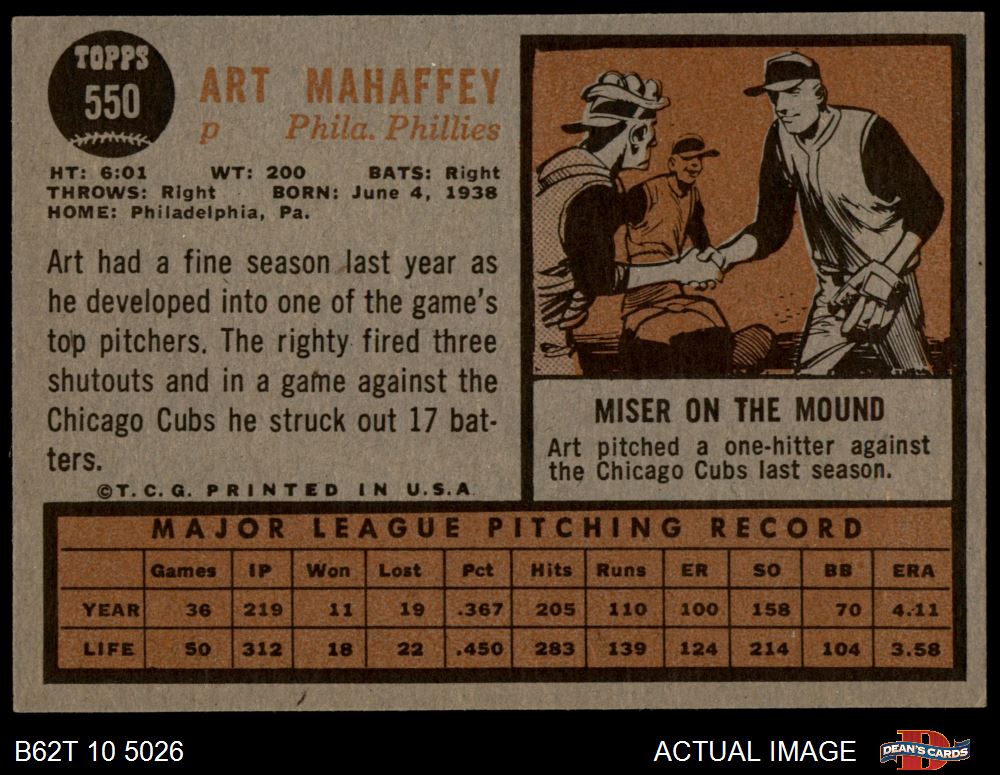 TOPPS
550
ART MAHAFFEY
p Phila. Phillies
HT: 6:01 WT: 200 BATS: Right
THROWS: Right BORN: June 4, 1938
HOME: Philadelphia, Pa.
Art had a fine season last year as
he developed into one of the game's
top pitchers. The righty fired three
shutouts and in a game against the
Chicago Cubs he struck out 17 bat-
ters.
©T. C. G. PRINTED IN U.S.A.
MISER ON THE MOUND
Art pitched a one-hitter against
the Chicago Cubs last season.
MAJOR LEAGUE PITCHING RECORD
Games IP Won Lost Pct Hits Runs ER SO BB ERA
YEAR 36 219 11 19 .367 205 110 100 158 70 4.11
LIFE 50 312 18 22 .450 283 139 124 214 104 3.58
B62T 10 5026 ACTUAL IMAGE D DEAN'S CARDS